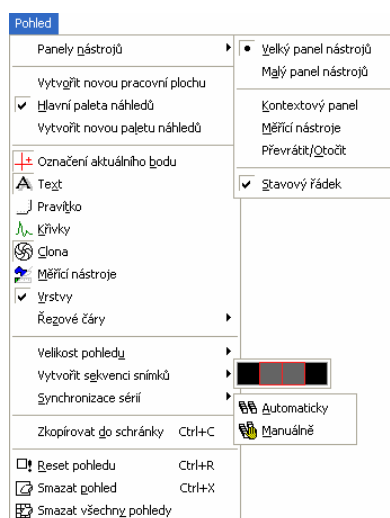 Pohled
Panely nástrojů
Vytvořit novou pracovní plochu
Hlavní paleta náhledů
Vytvořit novou paletu náhledů
Označení aktuálního bodu
Text
Pravítko
Křivky
Clona
Měřící nástroje
Vrstvy
Řezové čáry
Velikost pohledu
Vytvořit sekvenci snímků
Synchronizace sérií
Zkopírovat do schránky Ctrl+C
Reset pohledu Ctrl+R
Smazat pohled Ctrl+X
Smazat všechny pohledy
Velký panel nástrojů
Malý panel nástrojů
Kontextový panel
Měřící nástroje
Převrátit/Otočit
Stavový řádek
Automaticky
Manuálně